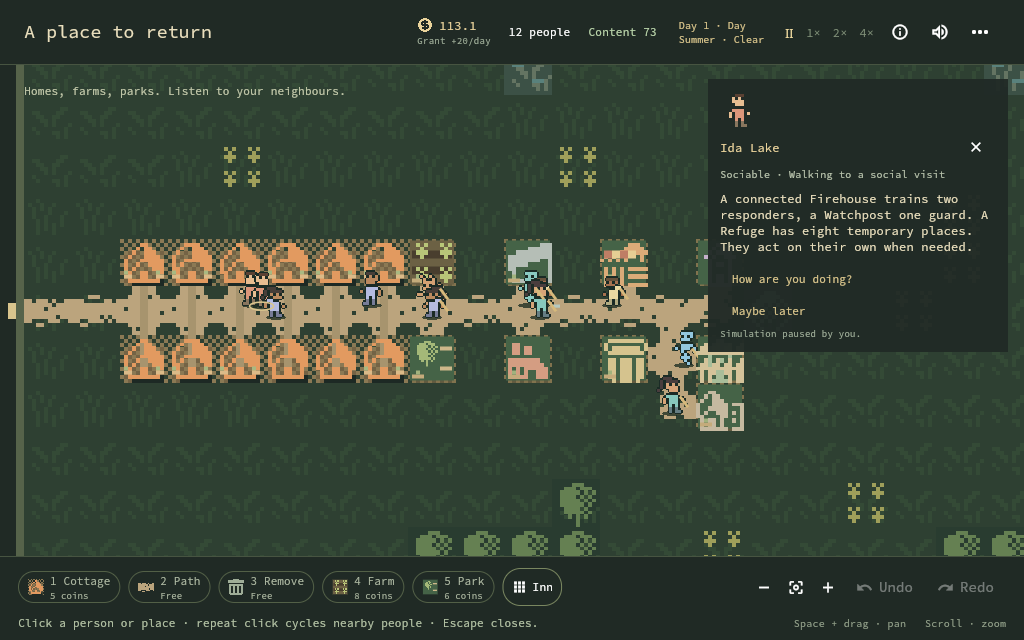 A place to return
113.1
Grant +20/day
12 people
Content 73
Day 1 · Day
Summer · Clear
II 1× 2× 4×
Homes, farms, parks. Listen to your neighbours.
Ida Lake
Sociable · Walking to a social visit
A connected Firehouse trains two
responders, a Watchpost one guard. A
Refuge has eight temporary places.
They act on their own when needed.
How are you doing?
Maybe later
Simulation paused by you.
1 Cottage
5 coins
2 Path
Free
3 Remove
Free
4 Farm
8 coins
5 Park
6 coins
Inn
Undo
Redo
Click a person or place · repeat click cycles nearby people · Escape closes.
Space + drag · pan
Scroll · zoom